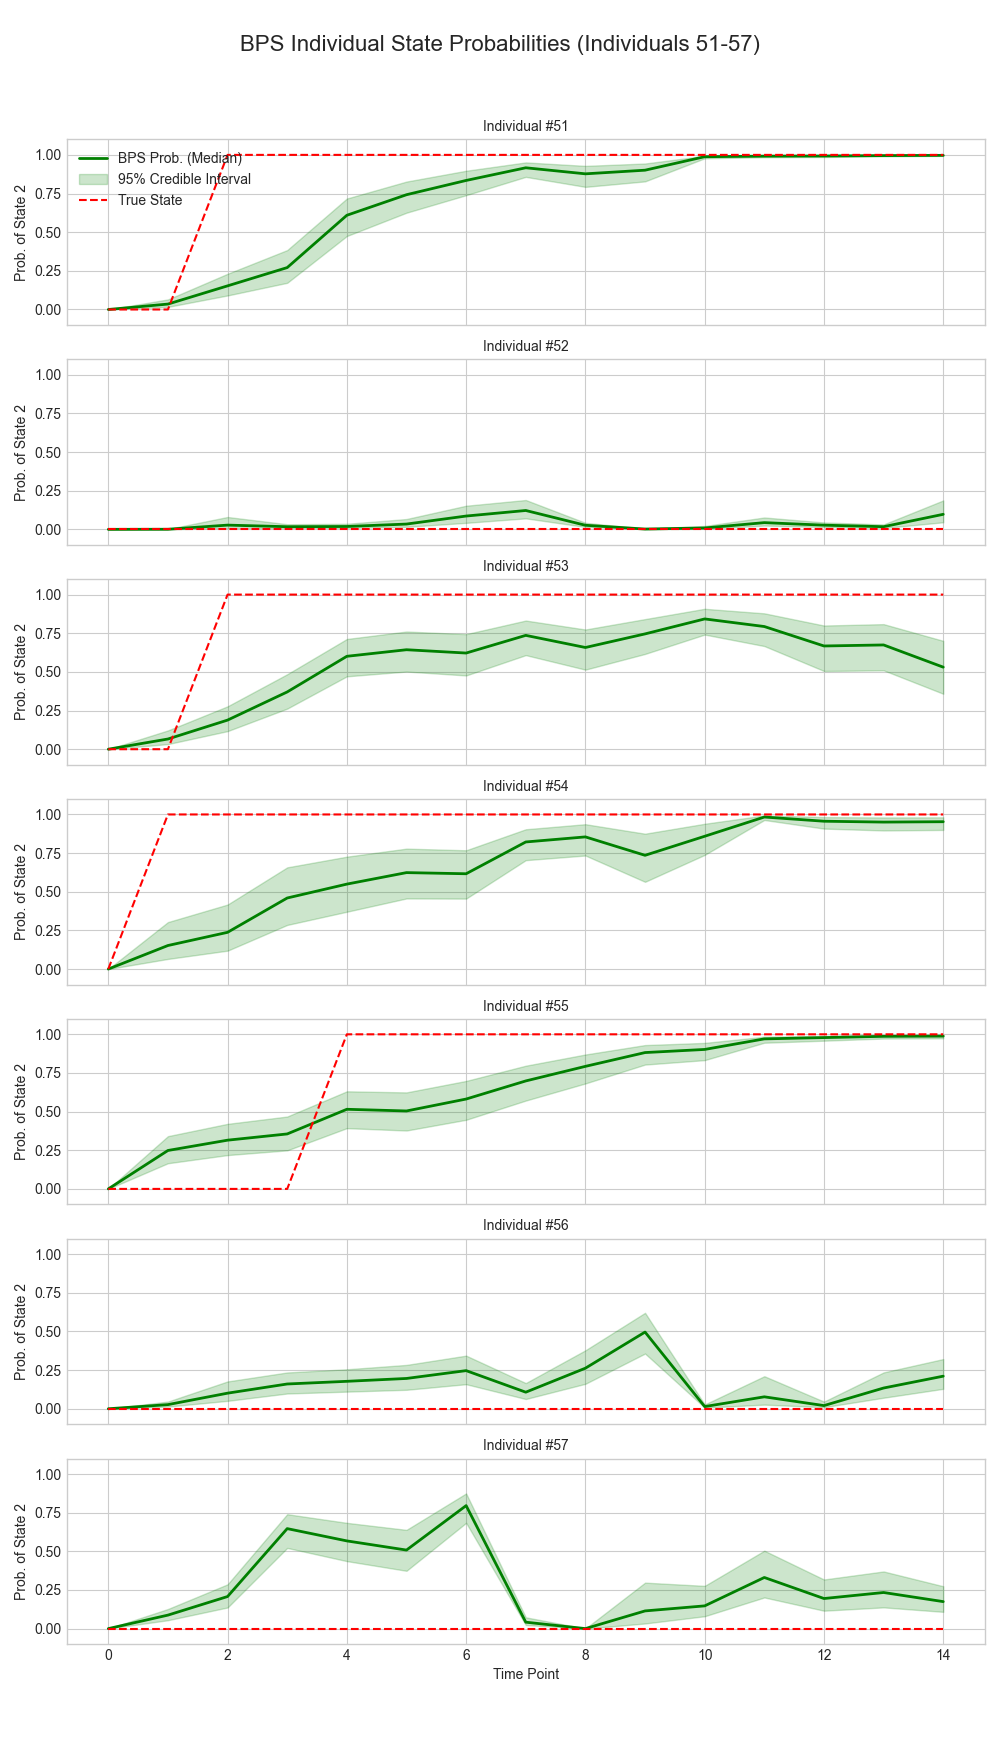 BPS Individual State Probabilities (Individuals 51-57)
Individual #51
1.00
0.75
0.50
0.25
0.00
Prob. of State 2
BPS Prob. (Median)
95% Credible Interval
True State
Individual #52
1.00
0.75
0.50
0.25
0.00
Prob. of State 2
Individual #53
1.00
0.75
0.50
0.25
0.00
Prob. of State 2
Individual #54
1.00
0.75
0.50
0.25
0.00
Prob. of State 2
Individual #55
1.00
0.75
0.50
0.25
0.00
Prob. of State 2
Individual #56
1.00
0.75
0.50
0.25
0.00
Prob. of State 2
Individual #57
1.00
0.75
0.50
0.25
0.00
Prob. of State 2
0 2 4 6 8 10 12 14
Time Point